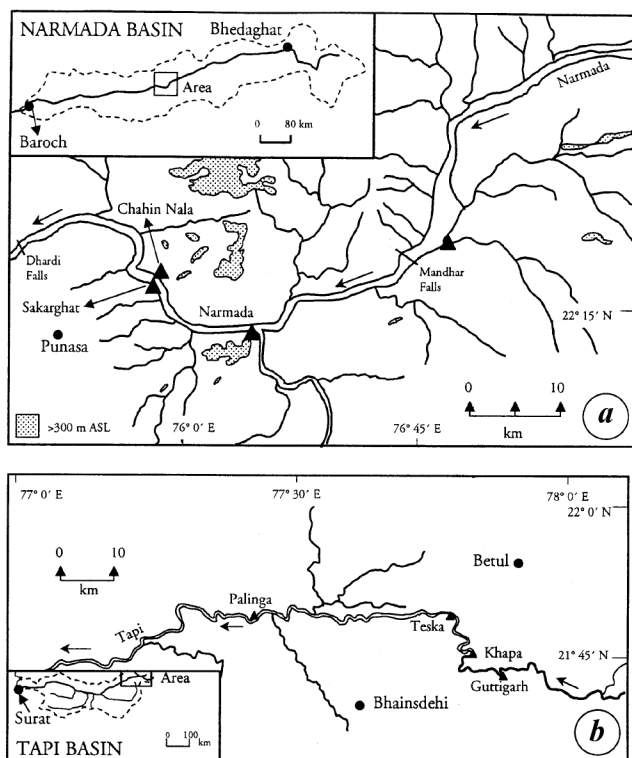 NARMADA BASIN
Bhedaghat
Area
0 80 km
Baroch
Narmada
Chahin Nala
Dhardi
Falls
Mandhar
Falls
Sakarghat
Narmada
22° 15′ N
Punasa
0 10
km
>300 m ASL
76° 0′ E
76° 45′ E
a
77° 0′ E
77° 30′ E
78° 0′ E
22° 0′ N
0 10
km
Betul
Palinga
Tapi
Teska
Khapa
21° 45′ N
Guttigarh
Area
Surat
Bhainsdehi
0 100
km
TAPI BASIN
b